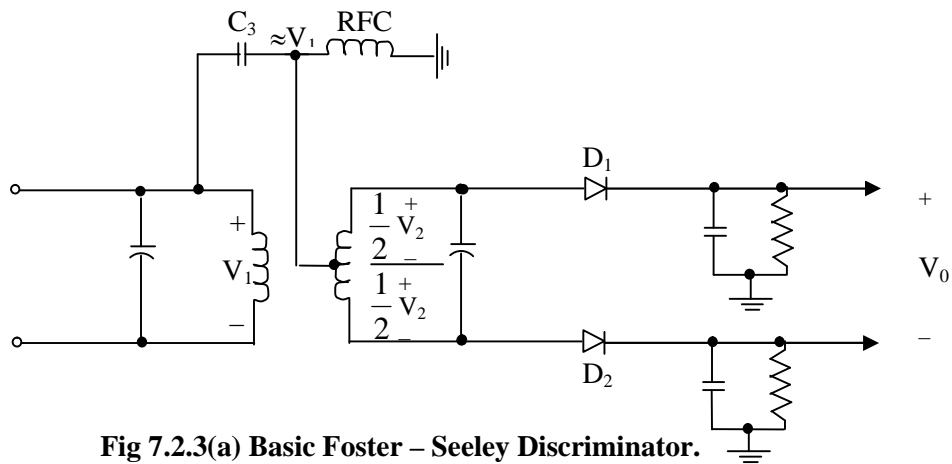 C₃
≈V₁
RFC
D₁
+
V₁
–
1/2 V₂
+
–
1/2 V₂
+
–
+
V₀
–
D₂
Fig 7.2.3(a) Basic Foster – Seeley Discriminator.